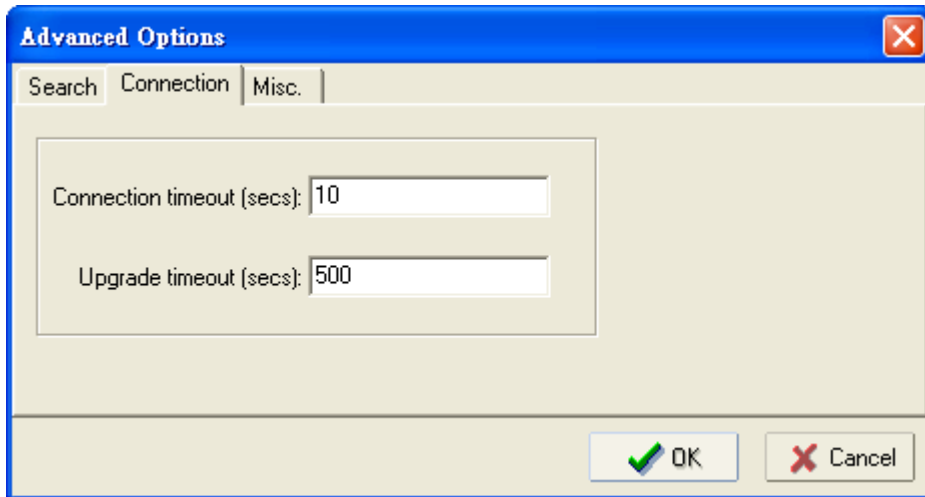 Advanced Options
Search Connection Misc.
Connection timeout (secs): 10
Upgrade timeout (secs): 500
OK Cancel